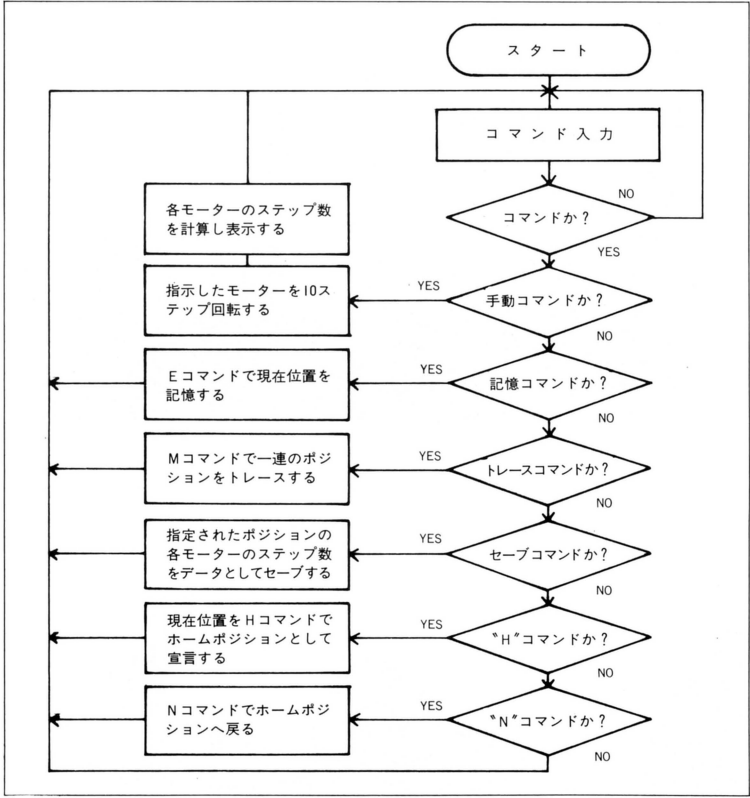 スタート
コマンド入力
コマンドか?
NO
YES
各モーターのステップ数
を計算し表示する
手動コマンドか?
YES
NO
指示したモーターを10ス
テップ回転する
記憶コマンドか?
YES
NO
Eコマンドで現在位置を
記憶する
トレースコマンドか?
YES
NO
Mコマンドで一連のポジ
ションをトレースする
セーブコマンドか?
YES
NO
指定されたポジションの
各モーターのステップ数
をデータとしてセーブする
〝H〞コマンドか?
YES
NO
現在位置をHコマンドで
ホームポジションとして
宣言する
〝N〞コマンドか?
YES
NO
Nコマンドでホームポジ
ションへ戻る